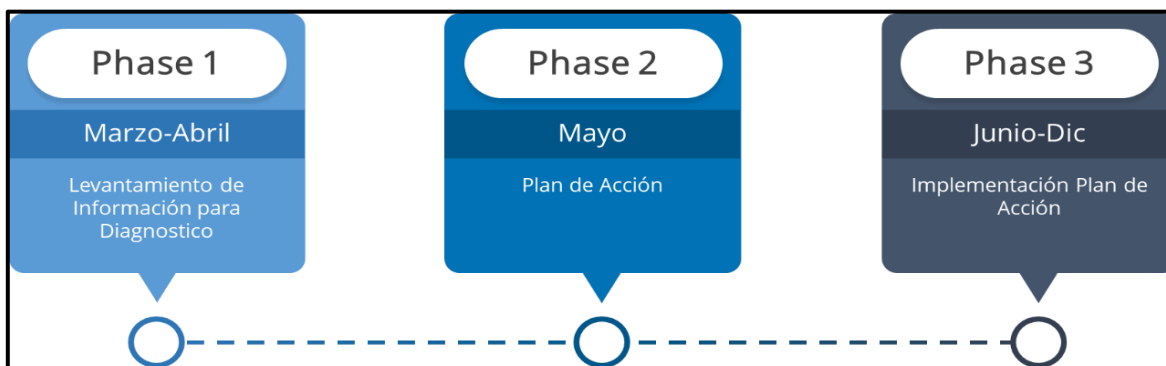 Phase 1
Marzo-Abril
Levantamiento de
Información para
Diagnostico
Phase 2
Mayo
Plan de Acción
Phase 3
Junio-Dic
Implementación Plan de
Acción